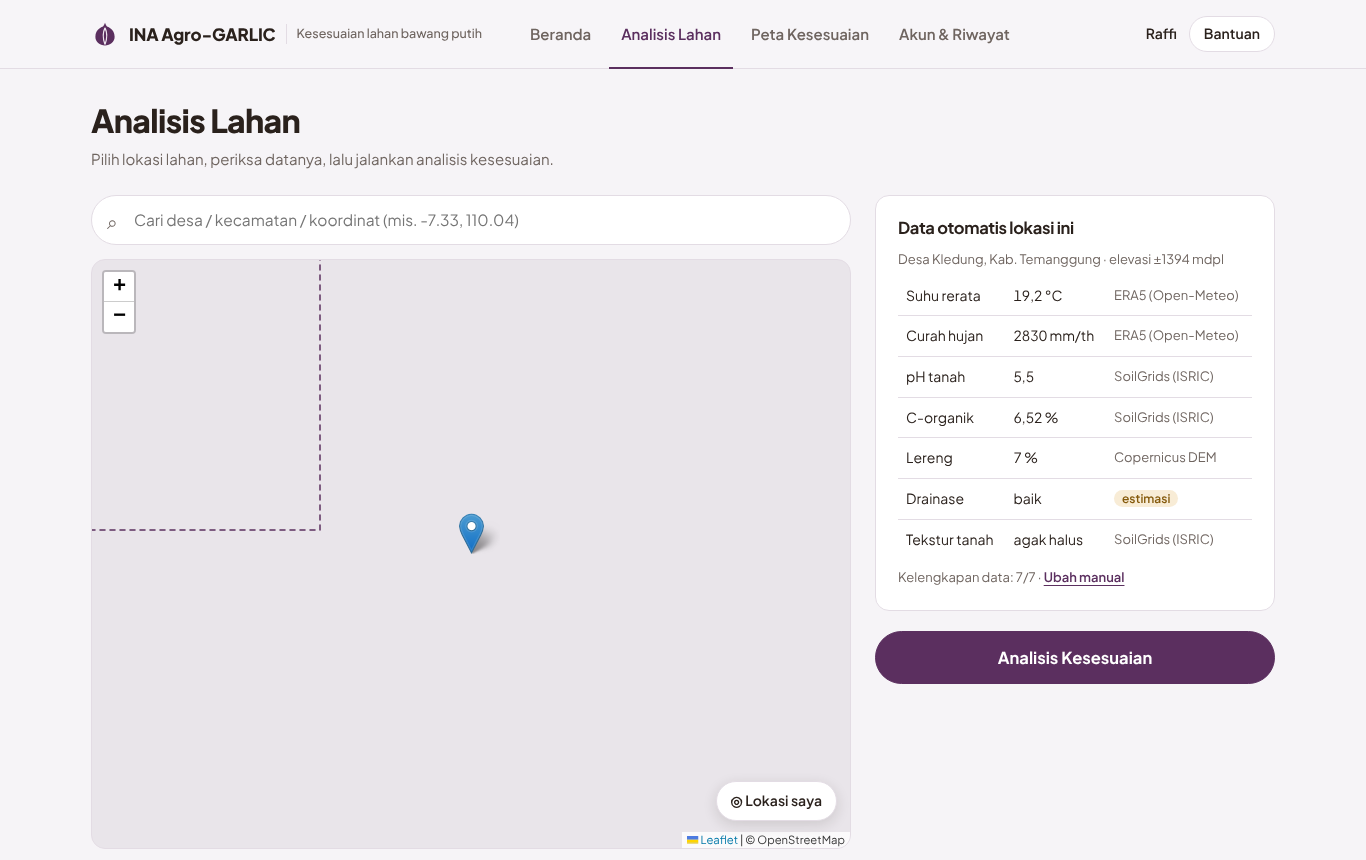 INA Agro-GARLIC
Kesesuaian lahan bawang putih
Beranda
Analisis Lahan
Peta Kesesuaian
Akun & Riwayat
Raffi
Bantuan
Analisis Lahan
Pilih lokasi lahan, periksa datanya, lalu jalankan analisis kesesuaian.
Cari desa / kecamatan / koordinat (mis. -7.33, 110.04)
+
−
◎ Lokasi saya
Leaflet | © OpenStreetMap
Data otomatis lokasi ini
Desa Kledung, Kab. Temanggung · elevasi ±1394 mdpl
Suhu rerata 19,2 °C ERA5 (Open-Meteo)
Curah hujan 2830 mm/th ERA5 (Open-Meteo)
pH tanah 5,5 SoilGrids (ISRIC)
C-organik 6,52 % SoilGrids (ISRIC)
Lereng 7 % Copernicus DEM
Drainase baik estimasi
Tekstur tanah agak halus SoilGrids (ISRIC)
Kelengkapan data: 7/7 · Ubah manual
Analisis Kesesuaian